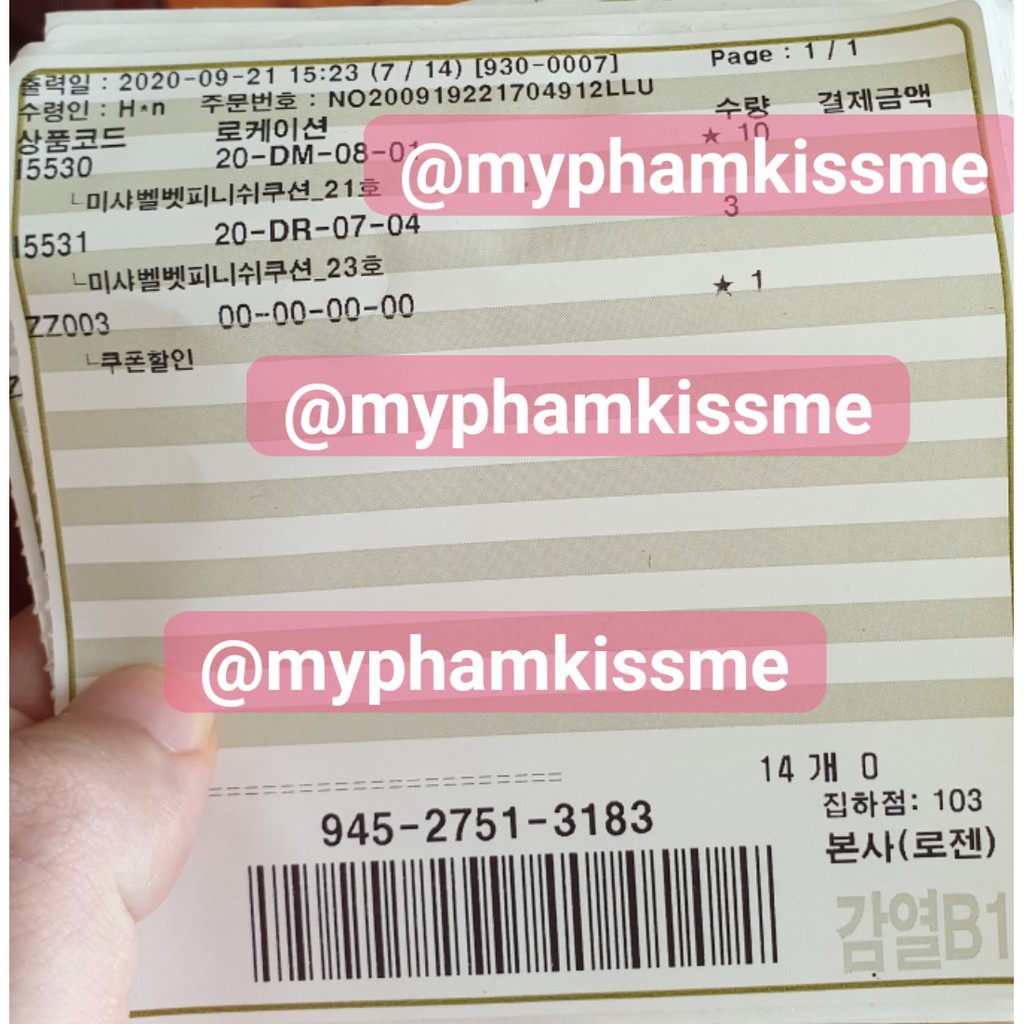 출력일 : 2020-09-21 15:23 (7 / 14) [930-0007] Page : 1 / 1
수령인 : H*n 주문번호 : NO200919221704912LLU
상품코드 로케이션 수량 결제금액
15530 20-DM-08-01 ★ 10
@myphamkissme
└미샤벨벳피니쉬쿠션_21호
15531 20-DR-07-04 3
└미샤벨벳피니쉬쿠션_23호
ZZ003 00-00-00-00 ★ 1
└쿠폰할인
@myphamkissme
@myphamkissme
14 개 0
945-2751-3183
집하점: 103
본사(로젠)
감열B1